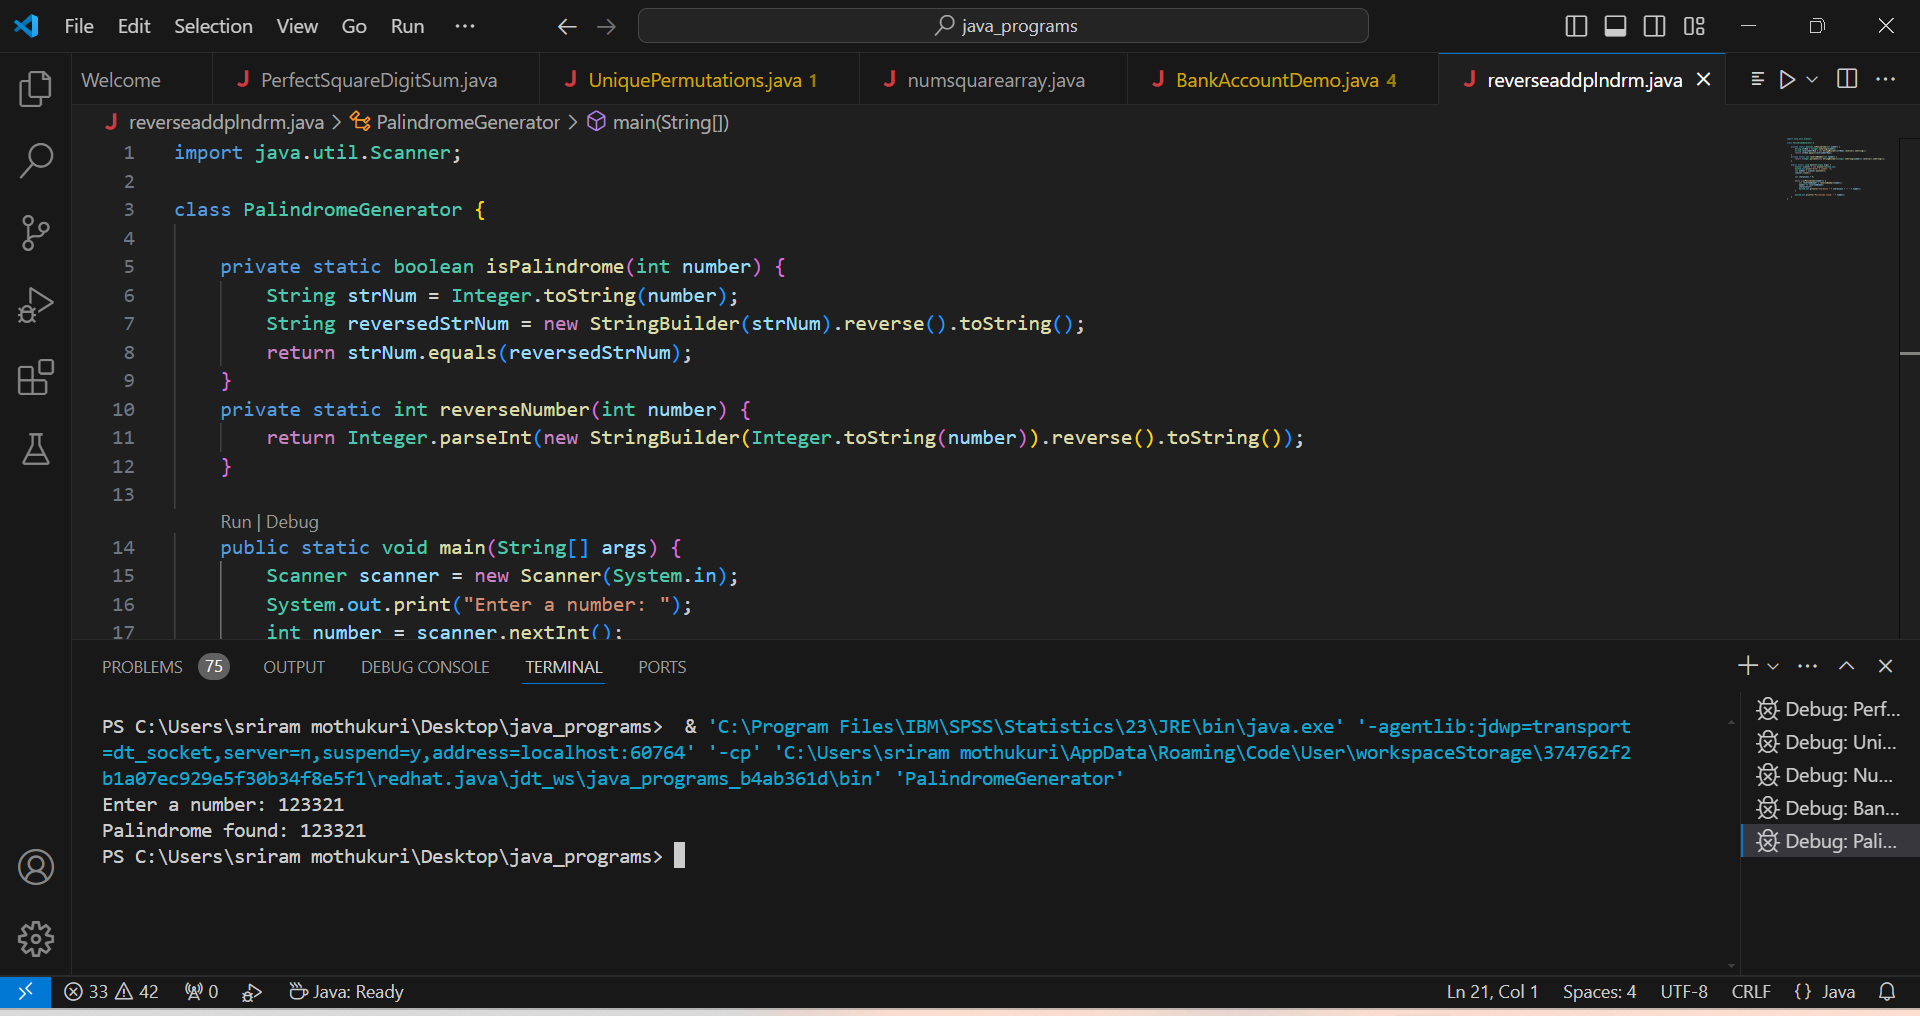 File Edit Selection View Go Run ··· java_programs
Welcome PerfectSquareDigitSum.java UniquePermutations.java 1 numsquarearray.java BankAccountDemo.java 4 reverseaddplndrm.java
reverseaddplndrm.java > PalindromeGenerator > main(String[])
1 import java.util.Scanner;
2
3 class PalindromeGenerator {
4
5 private static boolean isPalindrome(int number) {
6 String strNum = Integer.toString(number);
7 String reversedStrNum = new StringBuilder(strNum).reverse().toString();
8 return strNum.equals(reversedStrNum);
9 }
10 private static int reverseNumber(int number) {
11 return Integer.parseInt(new StringBuilder(Integer.toString(number)).reverse().toString());
12 }
13
Run | Debug
14 public static void main(String[] args) {
15 Scanner scanner = new Scanner(System.in);
16 System.out.print("Enter a number: ");
17 int number = scanner.nextInt();
PROBLEMS 75 OUTPUT DEBUG CONSOLE TERMINAL PORTS
PS C:\Users\sriram mothukuri\Desktop\java_programs> & 'C:\Program Files\IBM\SPSS\Statistics\23\JRE\bin\java.exe' '-agentlib:jdwp=transport
=dt_socket,server=n,suspend=y,address=localhost:60764' '-cp' 'C:\Users\sriram mothukuri\AppData\Roaming\Code\User\workspaceStorage\374762f2
b1a07ec929e5f30b34f8e5f1\redhat.java\jdt_ws\java_programs_b4ab361d\bin' 'PalindromeGenerator'
Enter a number: 123321
Palindrome found: 123321
PS C:\Users\sriram mothukuri\Desktop\java_programs>
Debug: Perf...
Debug: Uni...
Debug: Nu...
Debug: Ban...
Debug: Pali...
33 42 0 Java: Ready Ln 21, Col 1 Spaces: 4 UTF-8 CRLF {} Java